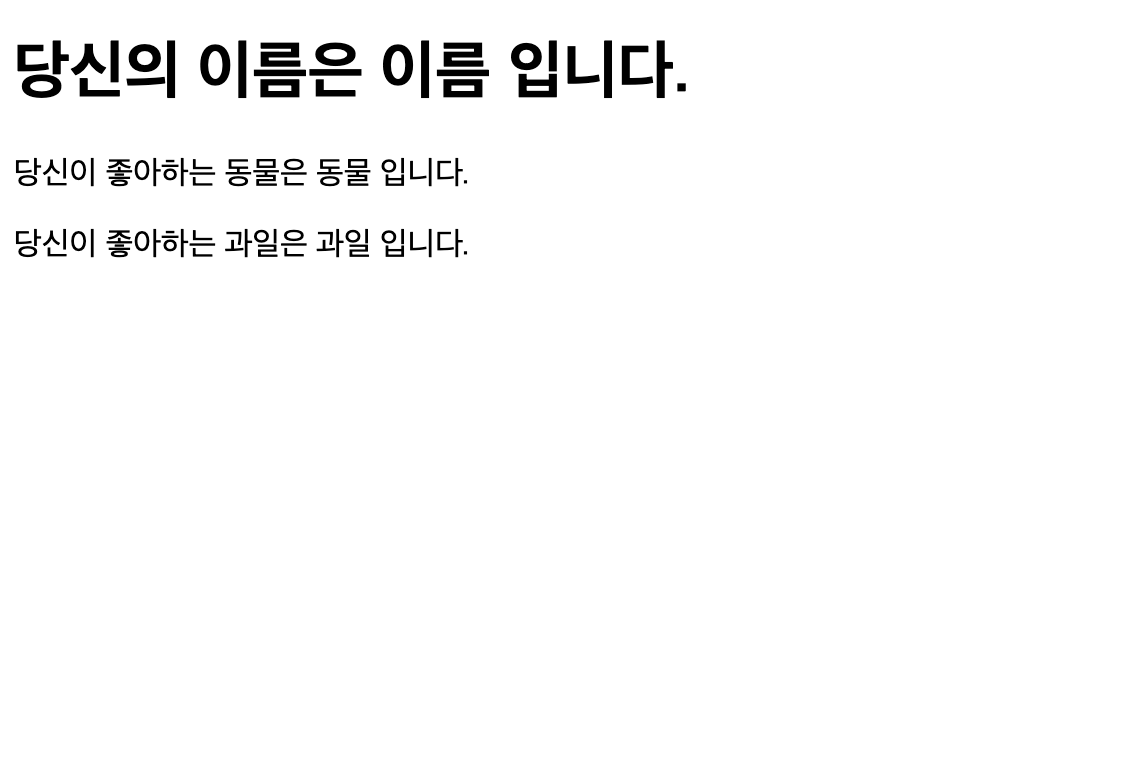 당신의 이름은 이름 입니다.
당신이 좋아하는 동물은 동물 입니다.
당신이 좋아하는 과일은 과일 입니다.